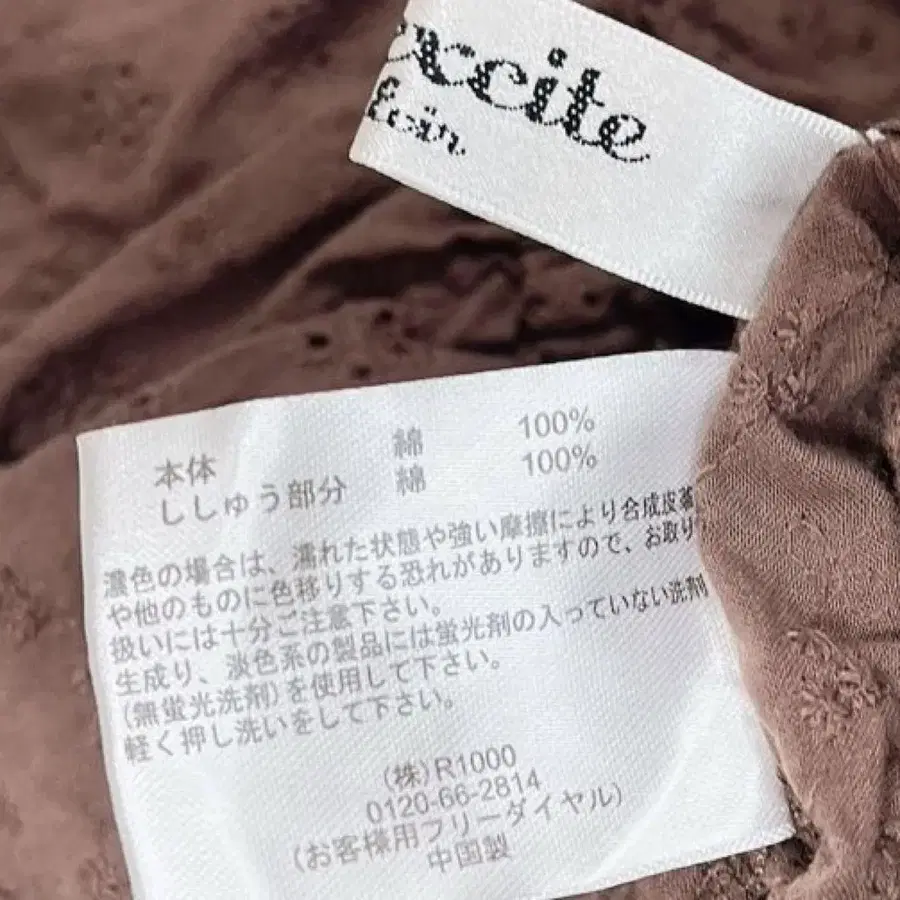 excite
本体 綿 100%
ししゅう部分 綿 100%
濃色の場合は、濡れた状態や強い摩擦により合成皮革
や他のものに色移りする恐れがありますので、お取り
扱いには十分ご注意下さい。
生成り、淡色系の製品には蛍光剤の入っていない洗剤
(無蛍光洗剤)を使用して下さい。
軽く押し洗いをして下さい。
(株)R1000
0120-66-2814
(お客様用フリーダイヤル)
中国製